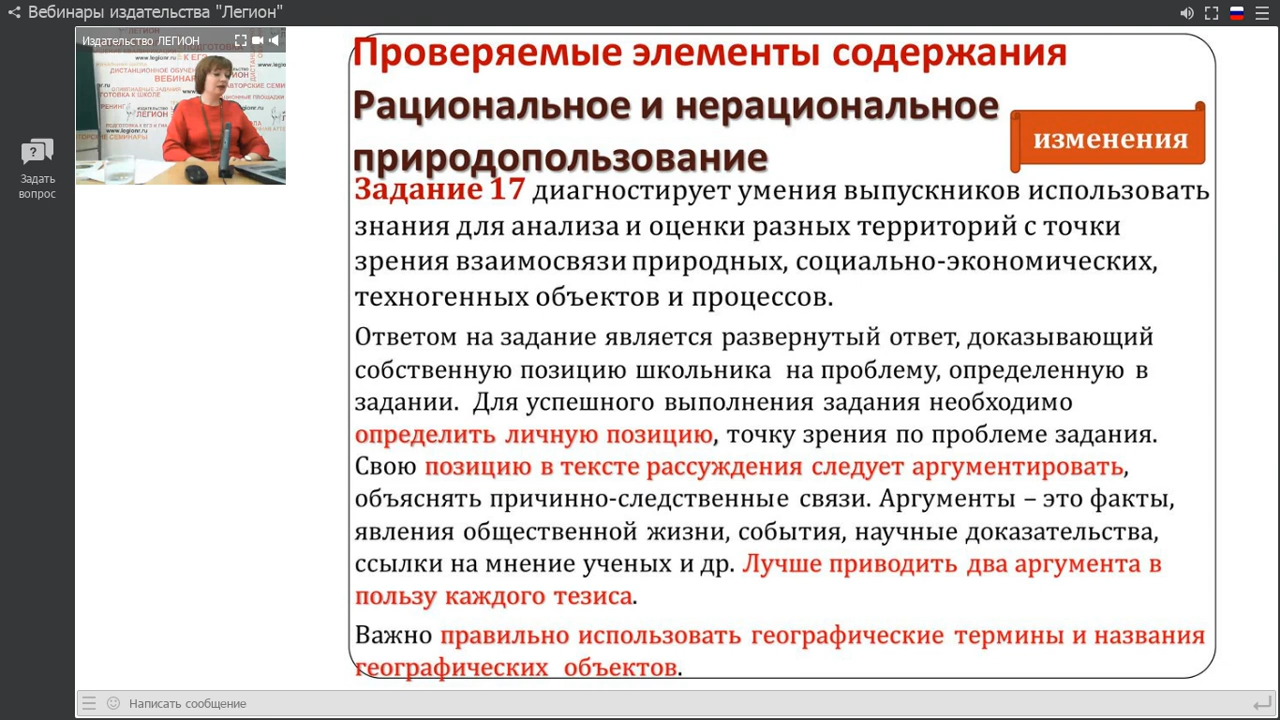 Вебинары издательства "Легион"
Издательство ЛЕГИОН
Задать
вопрос
Проверяемые элементы содержания
Рациональное и нерациональное
природопользование
изменения
Задание 17 диагностирует умения выпускников использовать
знания для анализа и оценки разных территорий с точки
зрения взаимосвязи природных, социально-экономических,
техногенных объектов и процессов.
Ответом на задание является развернутый ответ, доказывающий
собственную позицию школьника на проблему, определенную в
задании. Для успешного выполнения задания необходимо
определить личную позицию, точку зрения по проблеме задания.
Свою позицию в тексте рассуждения следует аргументировать,
объяснять причинно-следственные связи. Аргументы – это факты,
явления общественной жизни, события, научные доказательства,
ссылки на мнение ученых и др. Лучше приводить два аргумента в
пользу каждого тезиса.
Важно правильно использовать географические термины и названия
географических объектов.
Написать сообщение